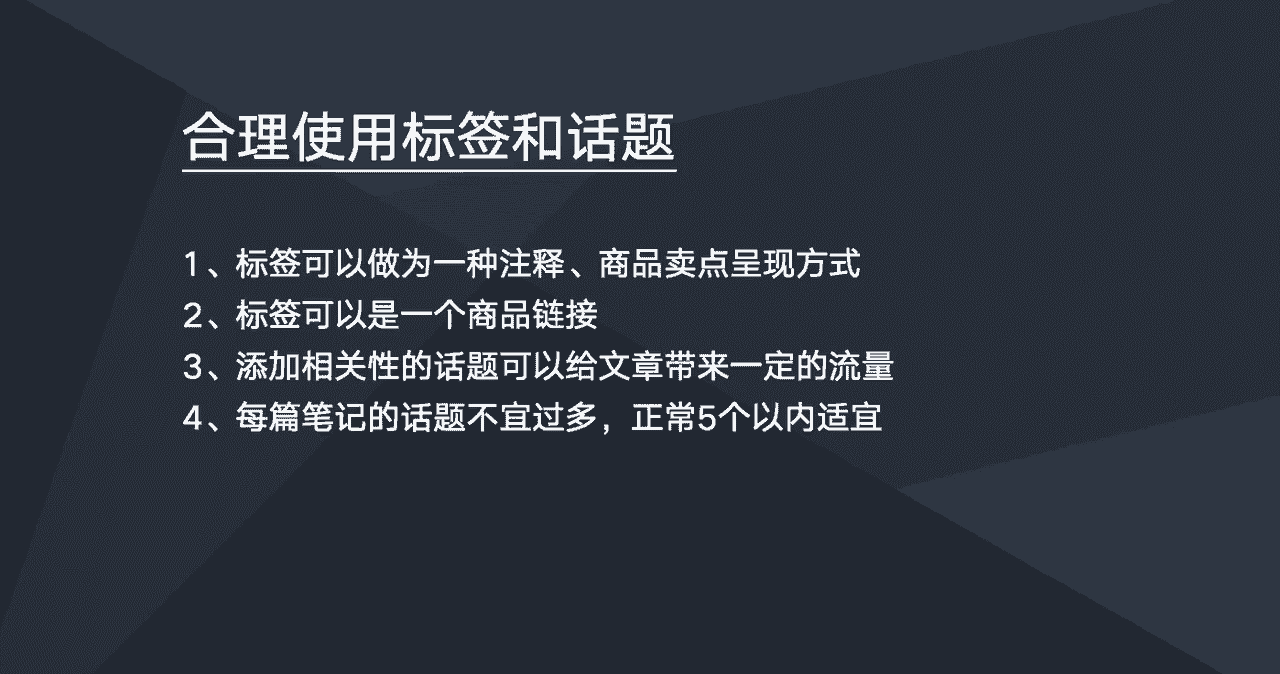 合理使用标签和话题
1、标签可以做为一种注释、商品卖点呈现方式
2、标签可以是一个商品链接
3、添加相关性的话题可以给文章带来一定的流量
4、每篇笔记的话题不宜过多，正常5个以内适宜